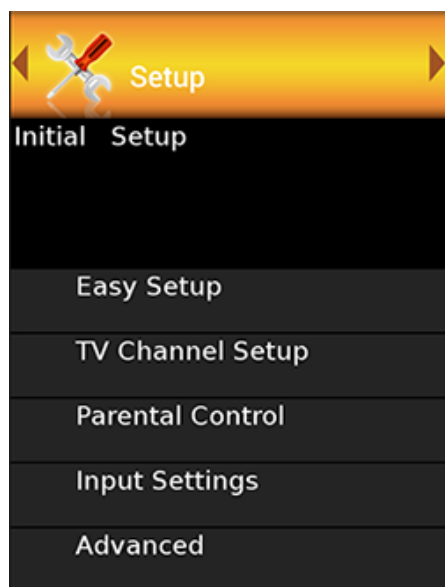 Setup
Initial Setup
Easy Setup
TV Channel Setup
Parental Control
Input Settings
Advanced